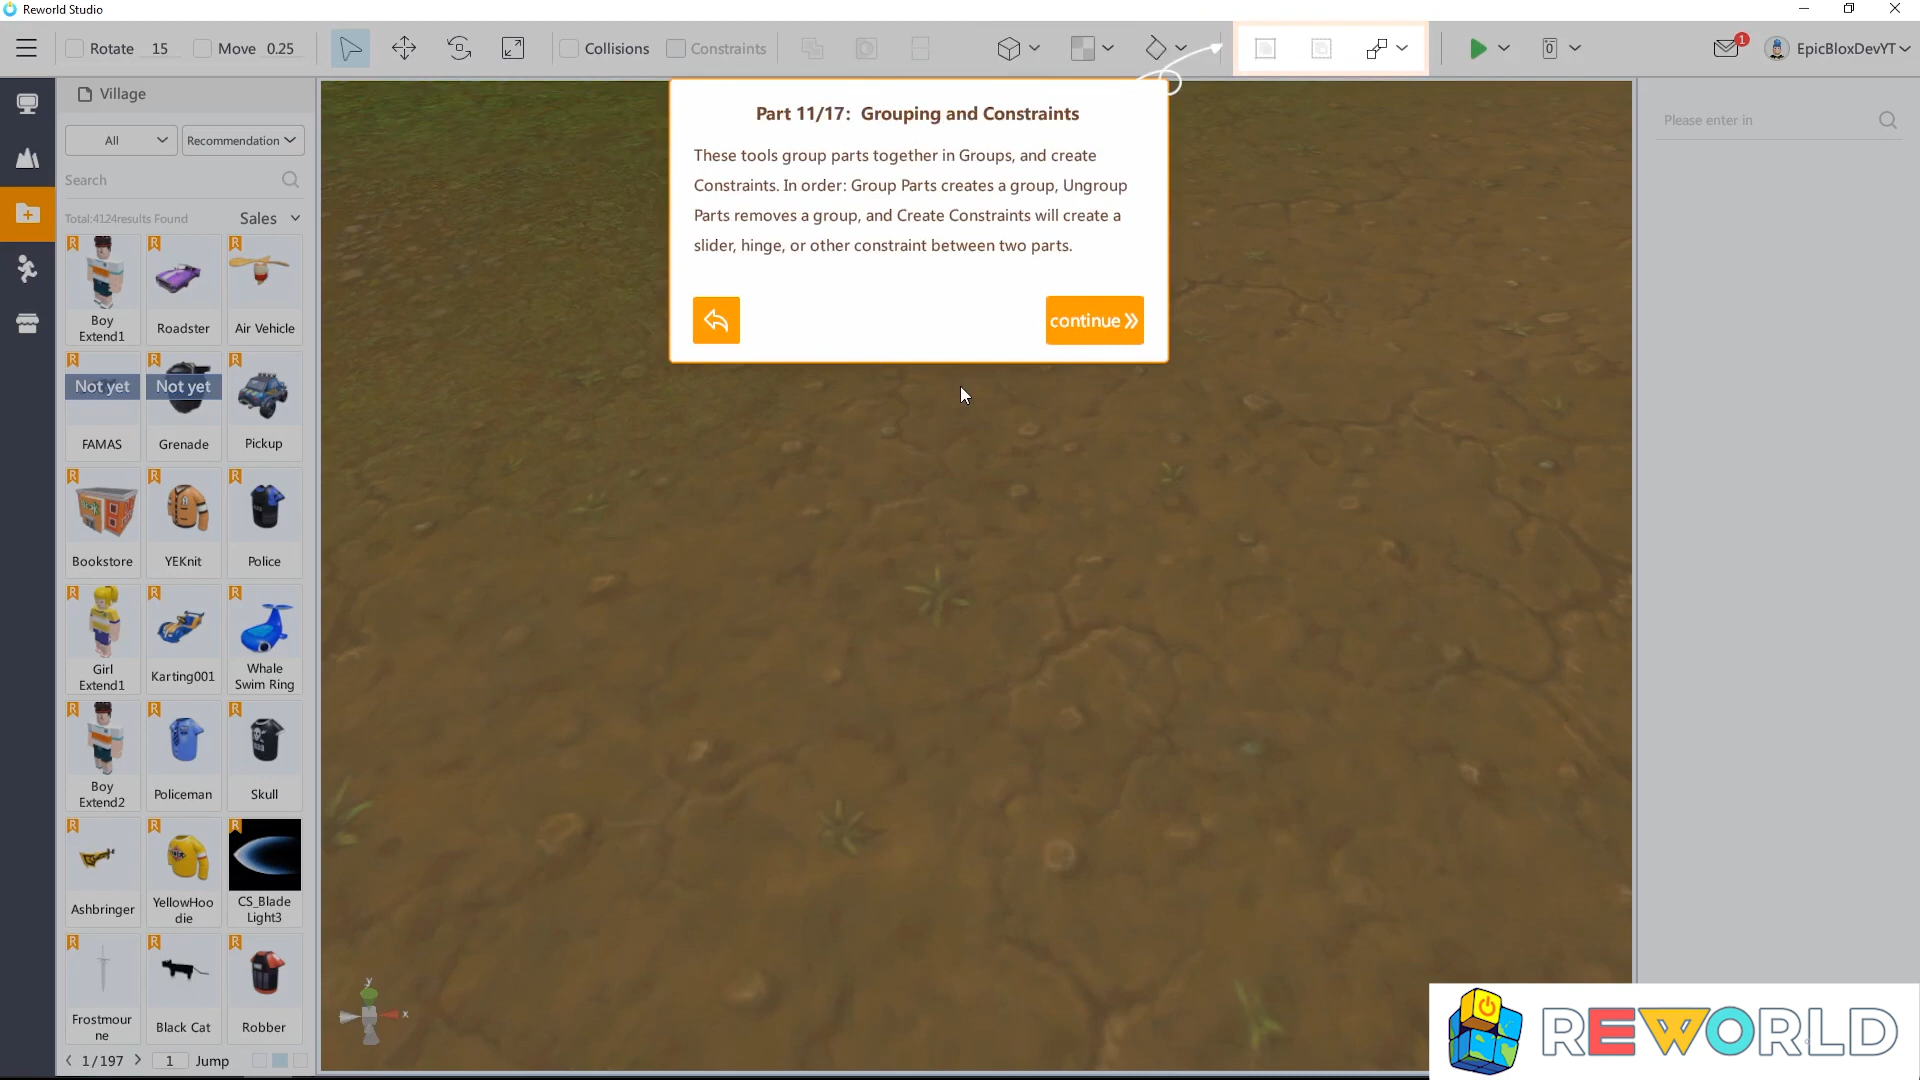 Reworld Studio
Rotate 15 Move 0.25 Collisions Constraints 1 EpicBloxDevYT
Village
All Recommendation
Search
Total:4124results Found Sales
Boy Extend1
Roadster
Air Vehicle
Not yet
FAMAS
Not yet
Grenade
Pickup
Bookstore
YEKnit
Police
Girl Extend1
Karting001
Whale Swim Ring
Boy Extend2
Policeman
Skull
Ashbringer
YellowHoo
die
CS_Blade
Light3
Frostmour
ne
Black Cat
Robber
1/197 1 Jump
Part 11/17: Grouping and Constraints
These tools group parts together in Groups, and create
Constraints. In order: Group Parts creates a group, Ungroup
Parts removes a group, and Create Constraints will create a
slider, hinge, or other constraint between two parts.
continue
Please enter in
y
x
REWORLD